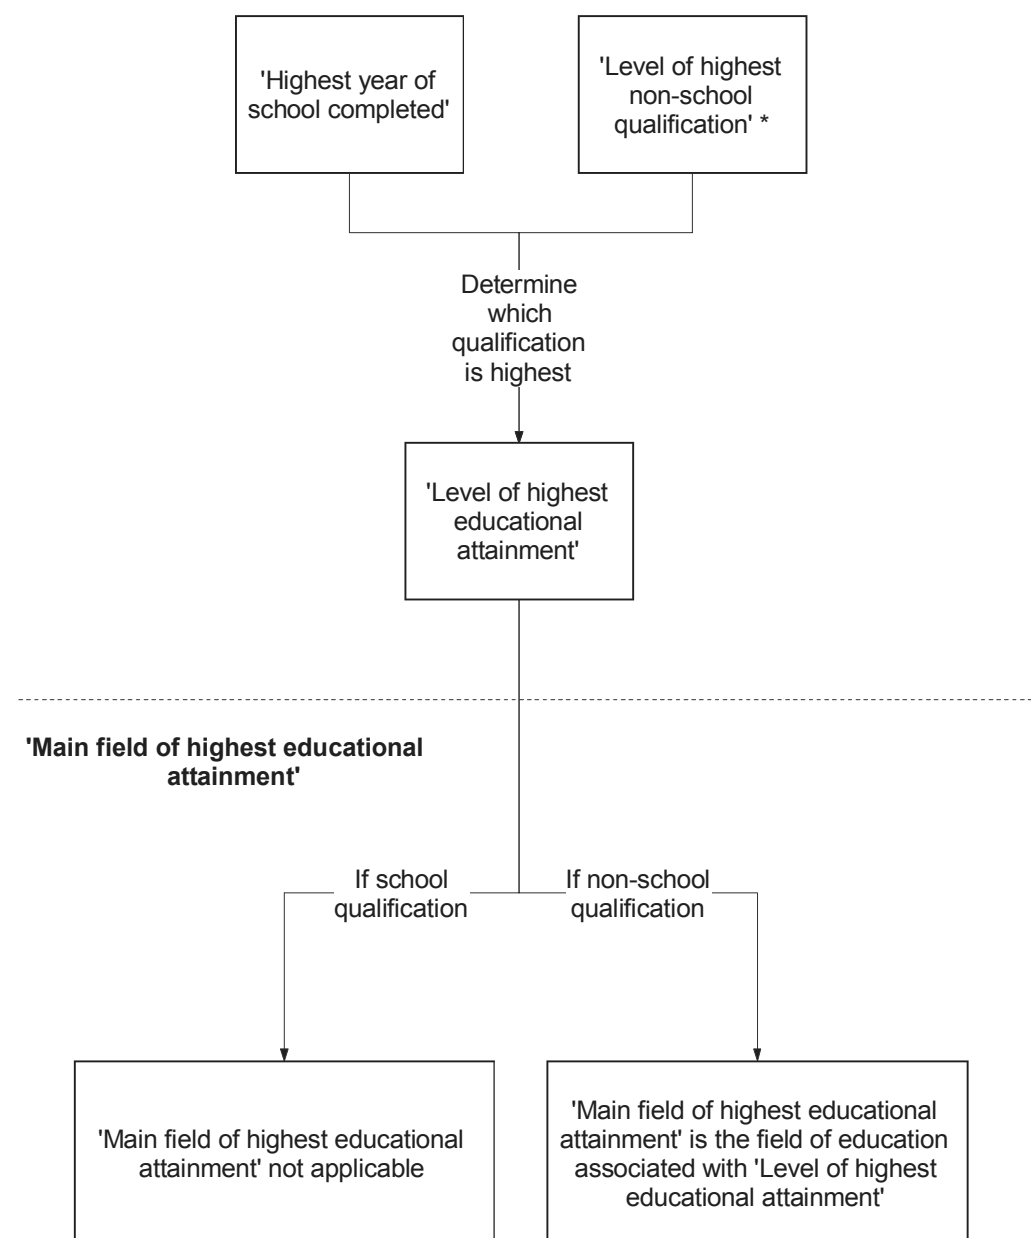 'Highest year of
school completed'
'Level of highest
non-school
qualification' *
Determine
which
qualification
is highest
'Level of highest
educational
attainment'
'Main field of highest educational
attainment'
If school
qualification
If non-school
qualification
'Main field of highest educational
attainment' not applicable
'Main field of highest educational
attainment' is the field of education
associated with 'Level of highest
educational attainment'